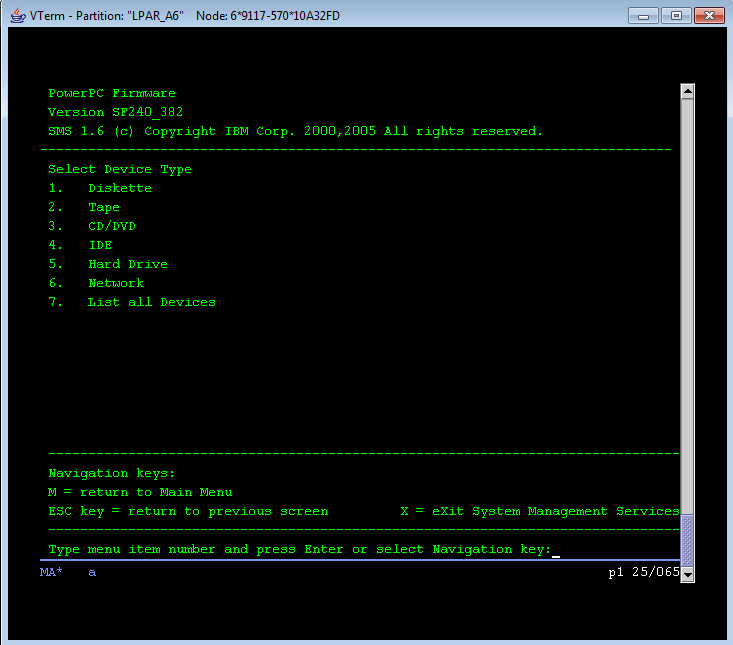 VTerm - Partition: "LPAR_A6"    Node: 6*9117-570*10A32FD
PowerPC Firmware
Version SF240_382
SMS 1.6 (c) Copyright IBM Corp. 2000,2005 All rights reserved.
-------------------------------------------------------------------------------
Select Device Type
1.   Diskette
2.   Tape
3.   CD/DVD
4.   IDE
5.   Hard Drive
6.   Network
7.   List all Devices
-------------------------------------------------------------------------------
Navigation keys:
M = return to Main Menu
ESC key = return to previous screen         X = eXit System Management Services
-------------------------------------------------------------------------------
Type menu item number and press Enter or select Navigation key:_
MA*   a   p1 25/065